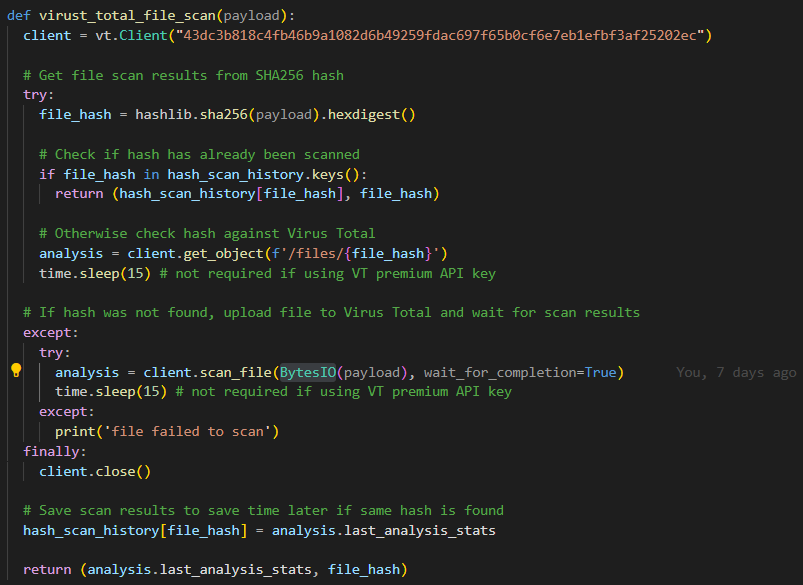 def virust_total_file_scan(payload):
client = vt.Client("43dc3b818c4fb46b9a1082d6b49259fdac697f65b0cf6e7eb1efbf3af25202ec")
# Get file scan results from SHA256 hash
try:
file_hash = hashlib.sha256(payload).hexdigest()
# Check if hash has already been scanned
if file_hash in hash_scan_history.keys():
return (hash_scan_history[file_hash], file_hash)
# Otherwise check hash against Virus Total
analysis = client.get_object(f'/files/{file_hash}')
time.sleep(15) # not required if using VT premium API key
# If hash was not found, upload file to Virus Total and wait for scan results
except:
try:
analysis = client.scan_file(BytesIO(payload), wait_for_completion=True) You, 7 days ago
time.sleep(15) # not required if using VT premium API key
except:
print('file failed to scan')
finally:
client.close()
# Save scan results to save time later if same hash is found
hash_scan_history[file_hash] = analysis.last_analysis_stats
return (analysis.last_analysis_stats, file_hash)